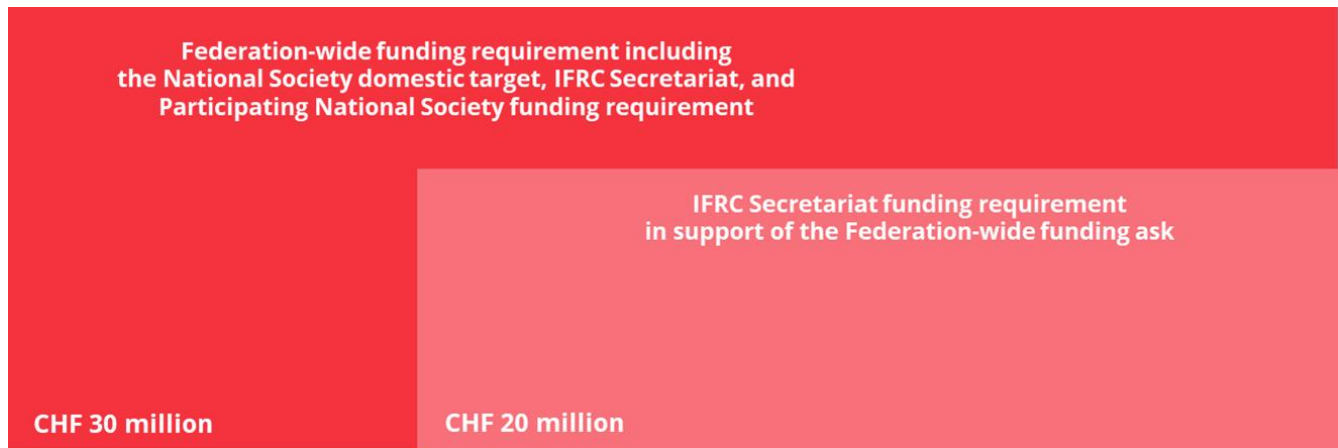 Federation-wide funding requirement including
the National Society domestic target, IFRC Secretariat, and
Participating National Society funding requirement
IFRC Secretariat funding requirement
in support of the Federation-wide funding ask
CHF 30 million
CHF 20 million